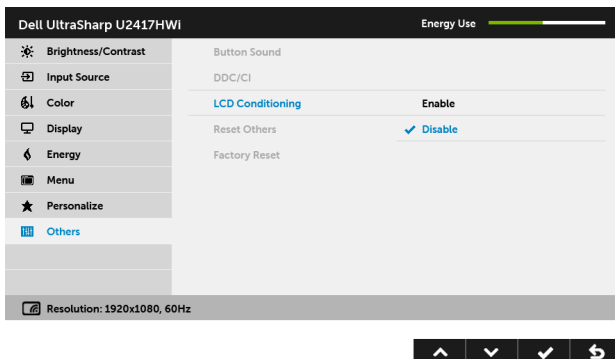 Dell UltraSharp U2417HWi Energy Use
Brightness/Contrast Button Sound
Input Source DDC/CI
Color LCD Conditioning Enable
Display Reset Others Disable
Energy Factory Reset
Menu
Personalize
Others
Resolution: 1920x1080, 60Hz